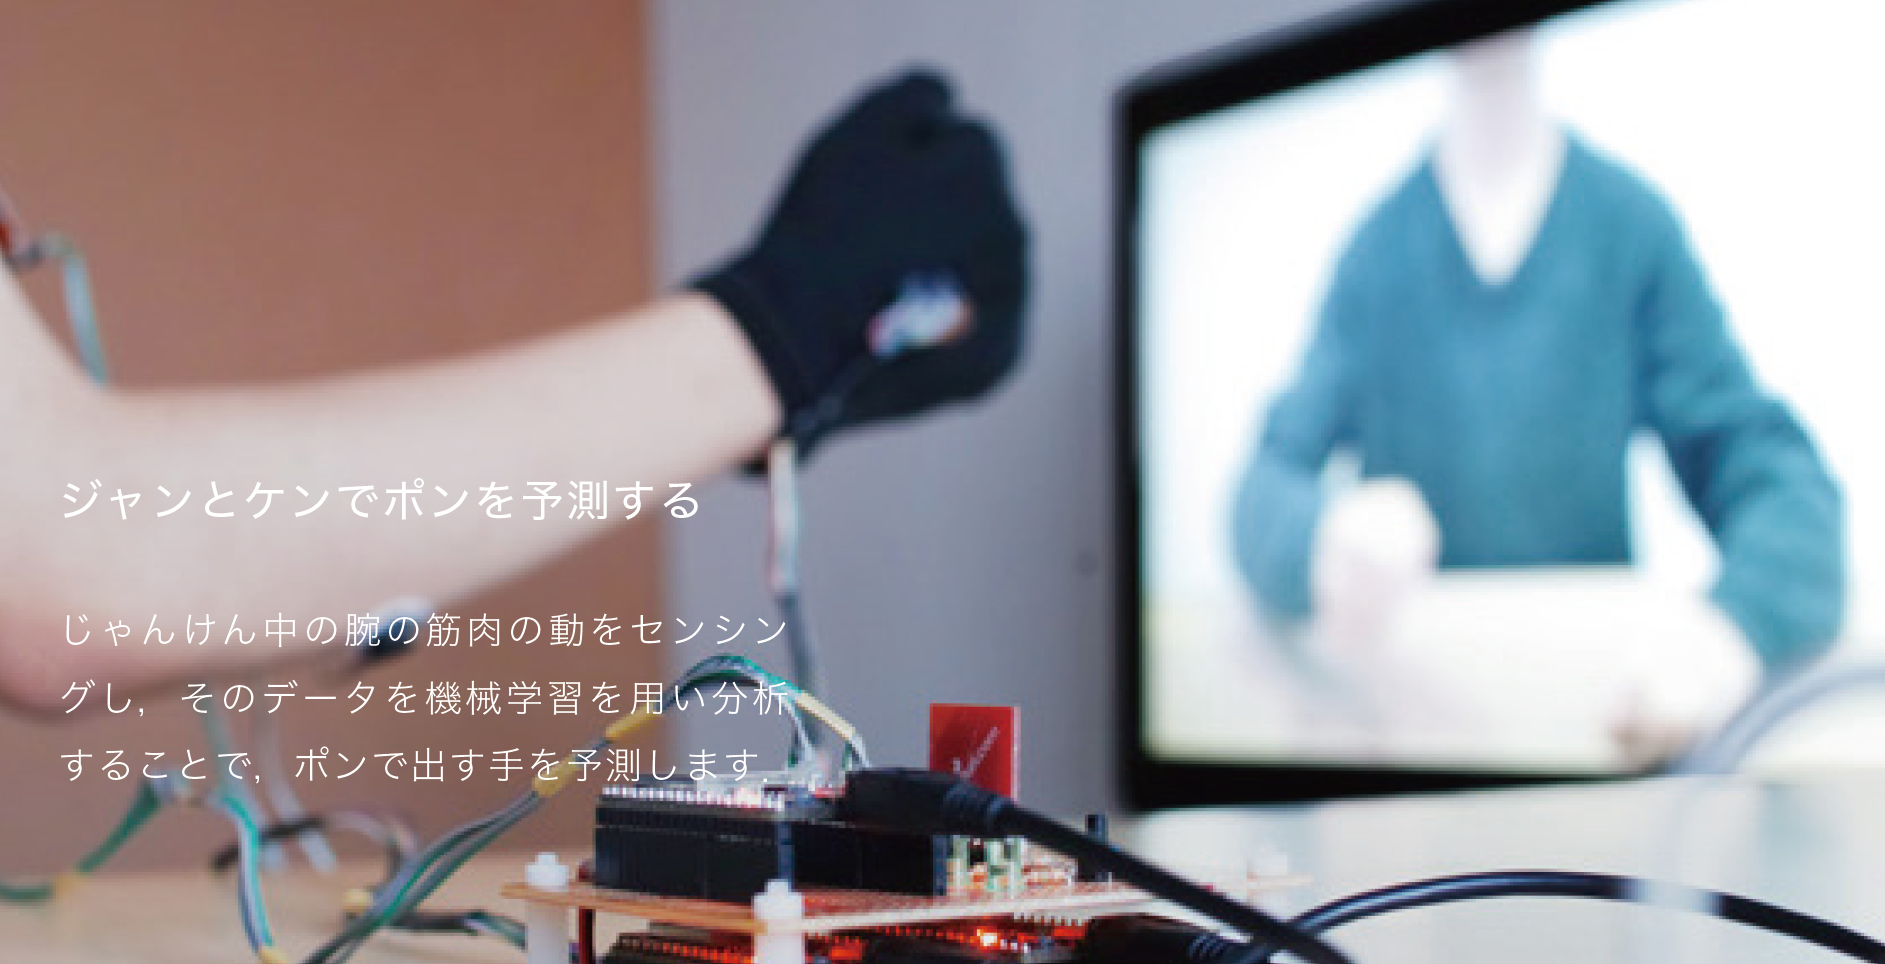 ジャンとケンでポンを予測する
じゃんけん中の腕の筋肉の動をセンシン
グし，そのデータを機械学習を用い分析
することで，ポンで出す手を予測します．